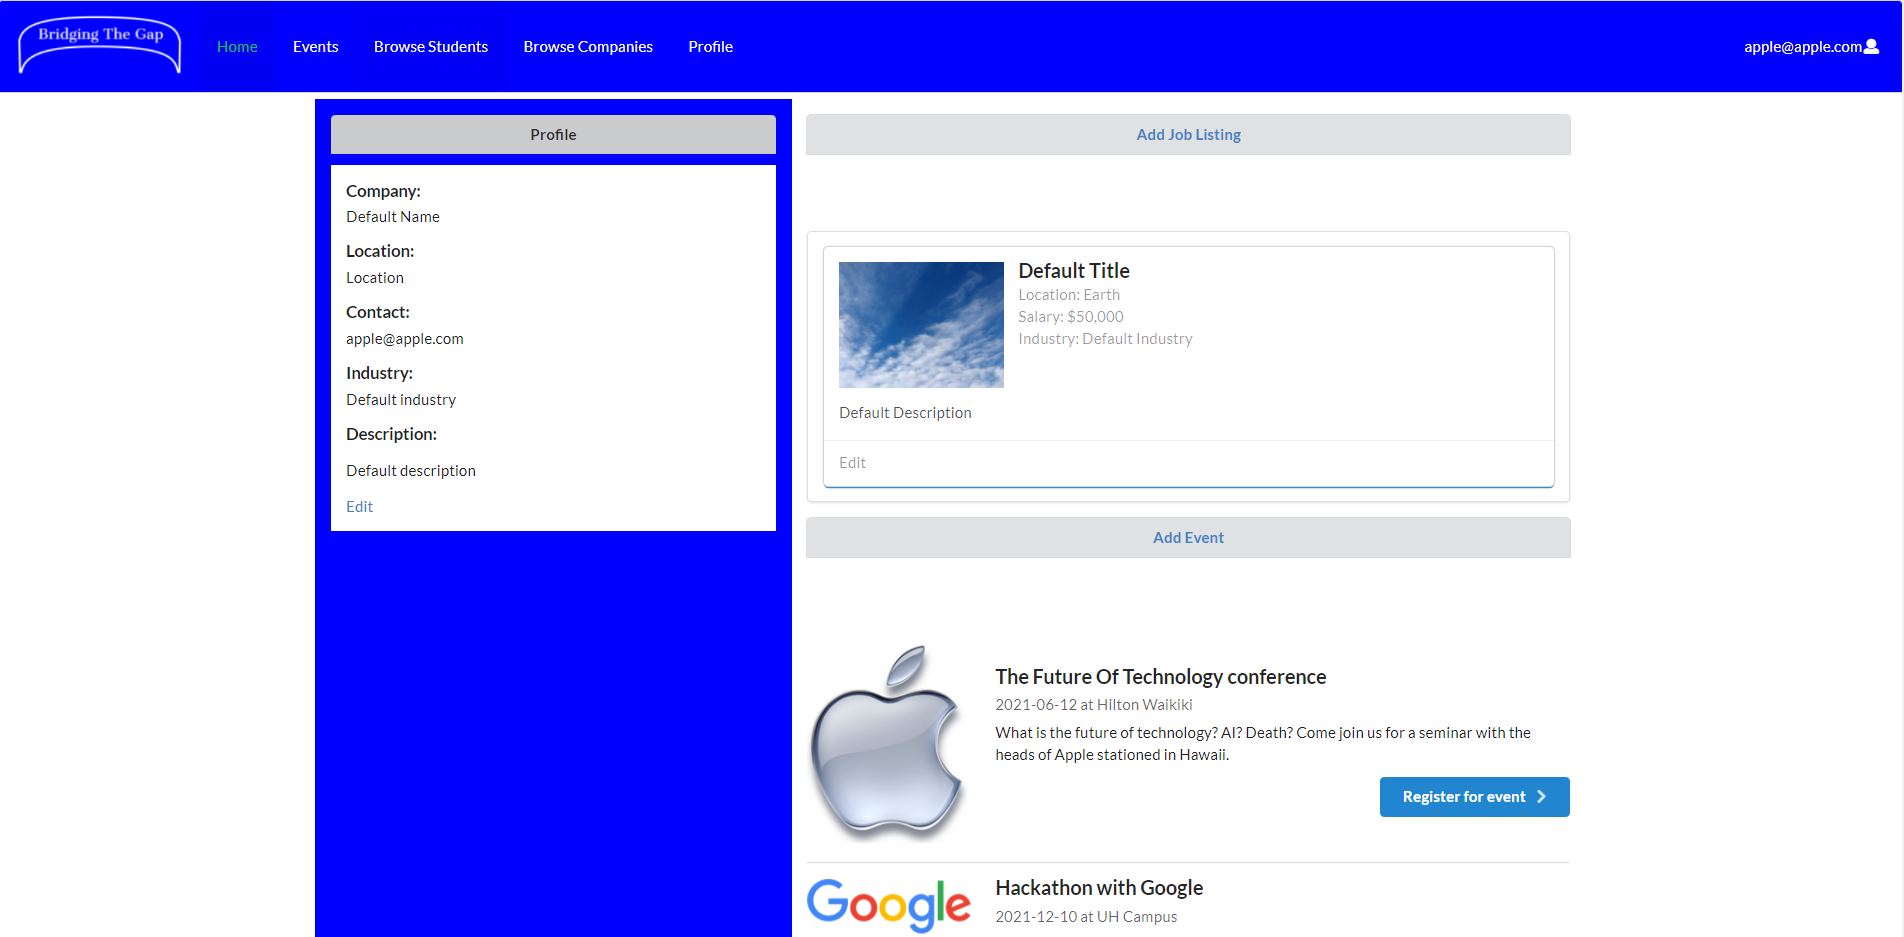 Bridging The Gap
Home
Events
Browse Students
Browse Companies
Profile
apple@apple.com
Profile
Company:
Default Name
Location:
Location
Contact:
apple@apple.com
Industry:
Default industry
Description:
Default description
Edit
Add Job Listing
Default Title
Location: Earth
Salary: $50,000
Industry: Default Industry
Default Description
Edit
Add Event
The Future Of Technology conference
2021-06-12 at Hilton Waikiki
What is the future of technology? AI? Death? Come join us for a seminar with the
heads of Apple stationed in Hawaii.
Register for event
Google
Hackathon with Google
2021-12-10 at UH Campus